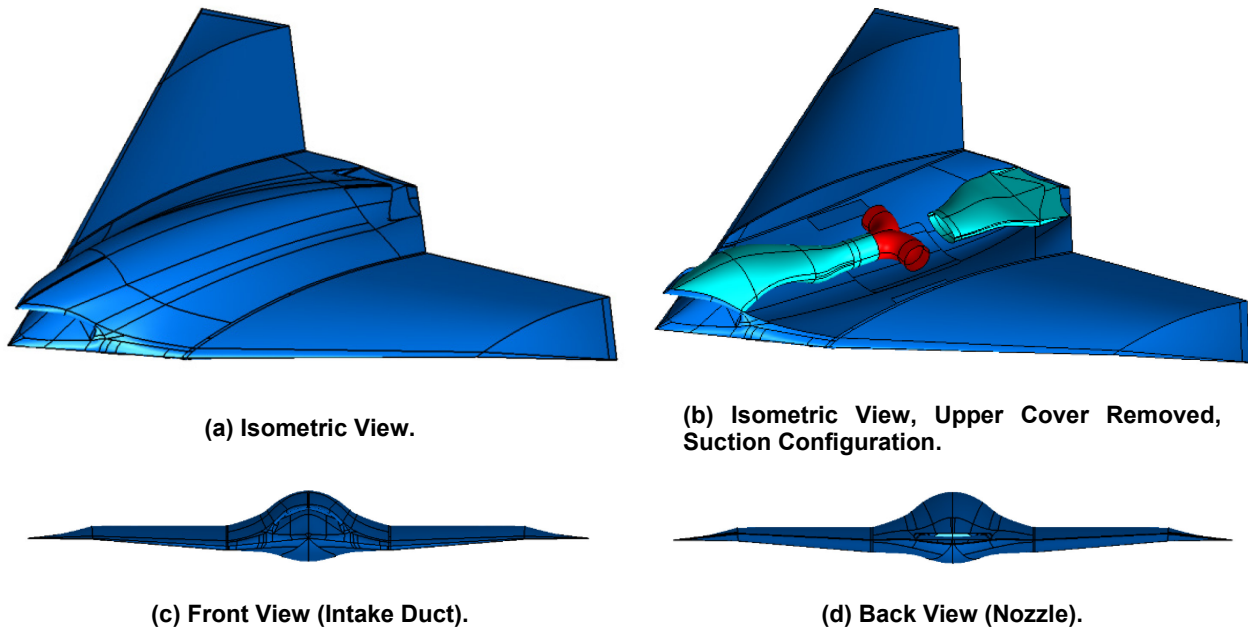 (a) Isometric View.
(b) Isometric View, Upper Cover Removed,
Suction Configuration.
(c) Front View (Intake Duct).
(d) Back View (Nozzle).